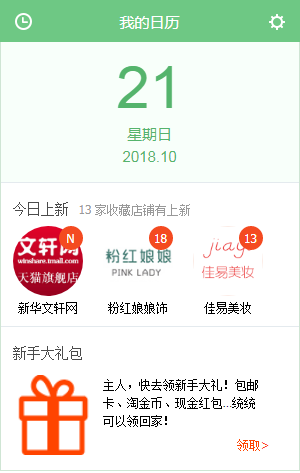 我的日历
21
星期日
2018.10
今日上新 13 家收藏店铺有上新
文轩网
winshare.tmall.com
天猫旗舰店
N
粉红娘娘
PINK LADY
18
jiay
佳易美妆
13
新华文轩网
粉红娘娘饰
佳易美妆
新手大礼包
主人，快去领新手大礼！包邮
卡、淘金币、现金红包...统统
可以领回家！
领取>